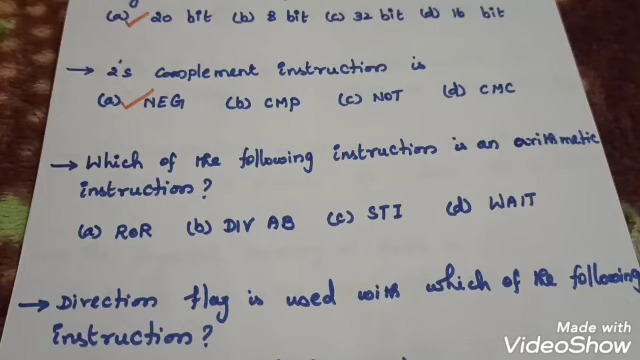 (a) 20 bit (b) 8 bit (c) 32 bit (d) 16 bit
→ 2's complement instruction is
(a) NEG (b) CMP (c) NOT (d) CMC
→ Which of the following instruction is an arithmatic
instruction?
(a) ROR (b) DIV AB (c) STI (d) WAIT
→ Direction flag is used with which of the following
instruction?
Made with
VideoShow